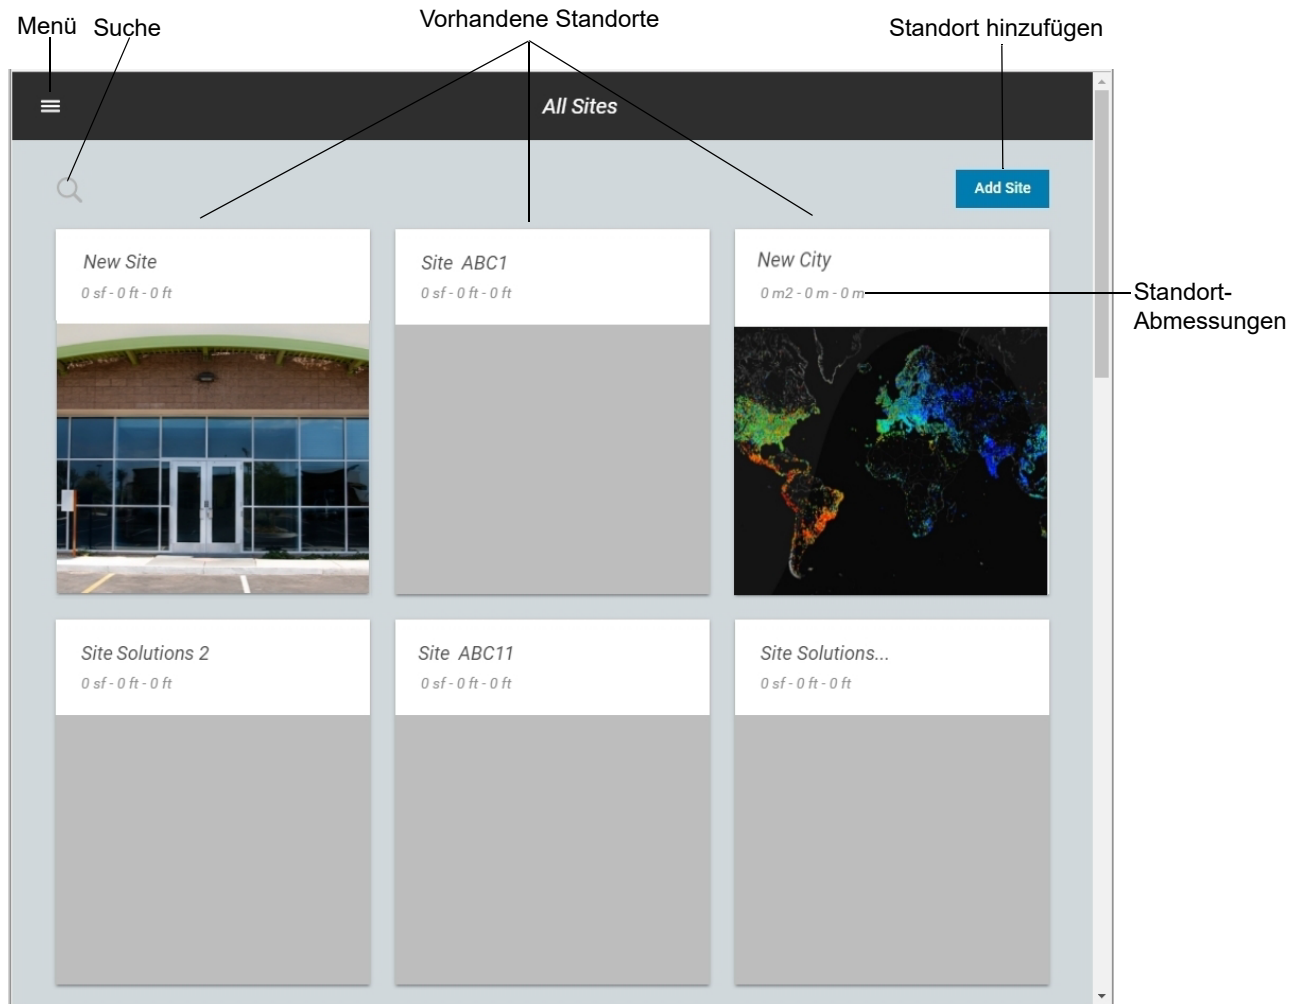 Menü
Suche
Vorhandene Standorte
Standort hinzufügen
All Sites
Add Site
New Site
0 sf - 0 ft - 0 ft
Site ABC1
0 sf - 0 ft - 0 ft
New City
0 m2 - 0 m - 0 m
Standort-
Abmessungen
Site Solutions 2
0 sf - 0 ft - 0 ft
Site ABC11
0 sf - 0 ft - 0 ft
Site Solutions...
0 sf - 0 ft - 0 ft